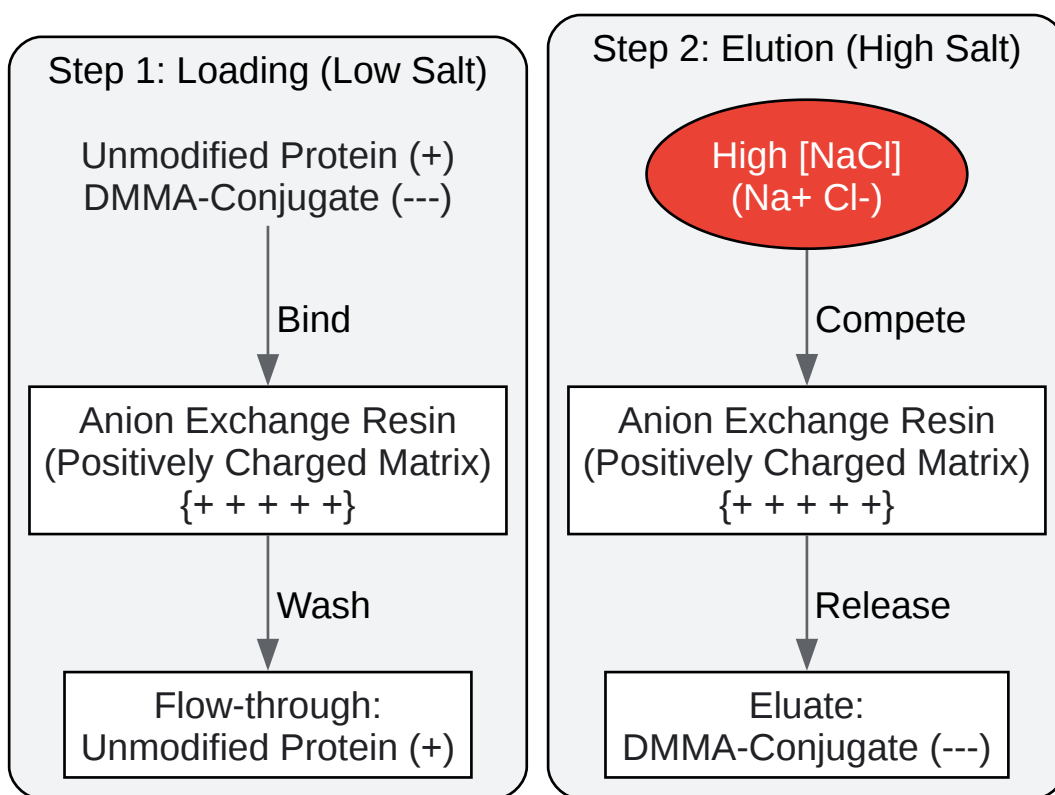 Step 1: Loading (Low Salt)
Unmodified Protein (+)
DMMA-Conjugate (---)
Bind
Anion Exchange Resin
(Positively Charged Matrix)
{+ + + + +}
Wash
Flow-through:
Unmodified Protein (+)
Step 2: Elution (High Salt)
High [NaCl]
(Na+ Cl-)
Compete
Anion Exchange Resin
(Positively Charged Matrix)
{+ + + + +}
Release
Eluate:
DMMA-Conjugate (---)